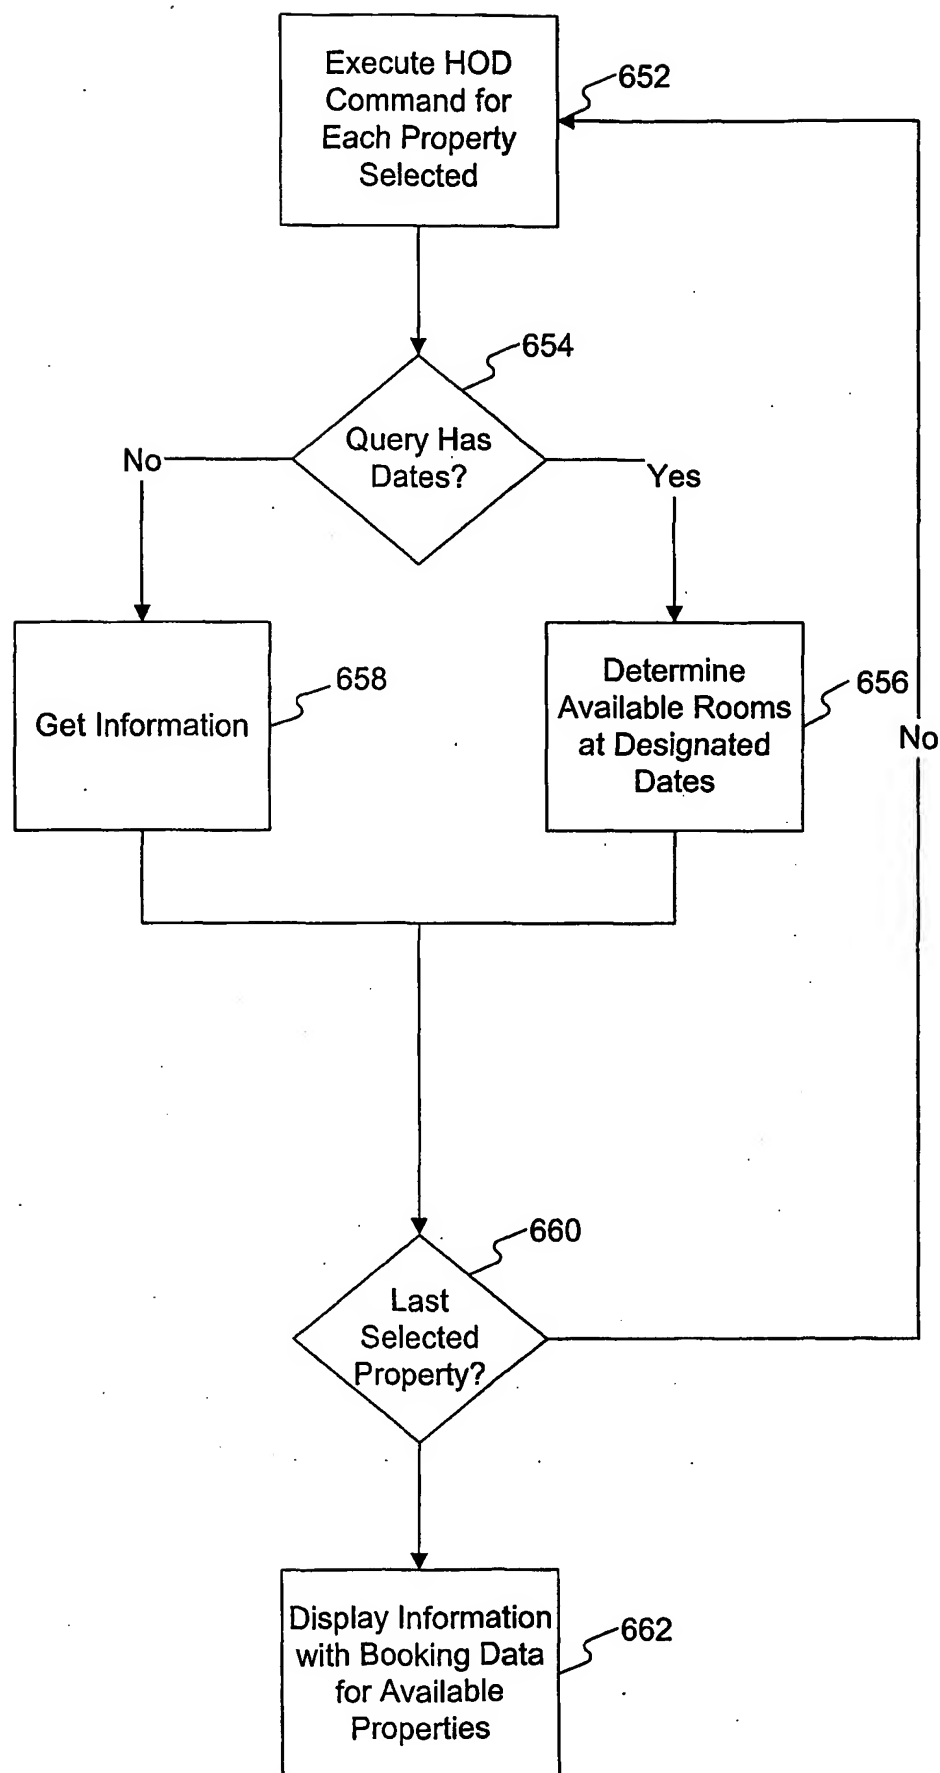 Execute HOD
Command for
Each Property
Selected
652
654
Query Has
Dates?
No
Yes
Get Information
658
Determine
Available Rooms
at Designated
Dates
656
No
660
Last
Selected
Property?
Display Information
with Booking Data
for Available
Properties
662